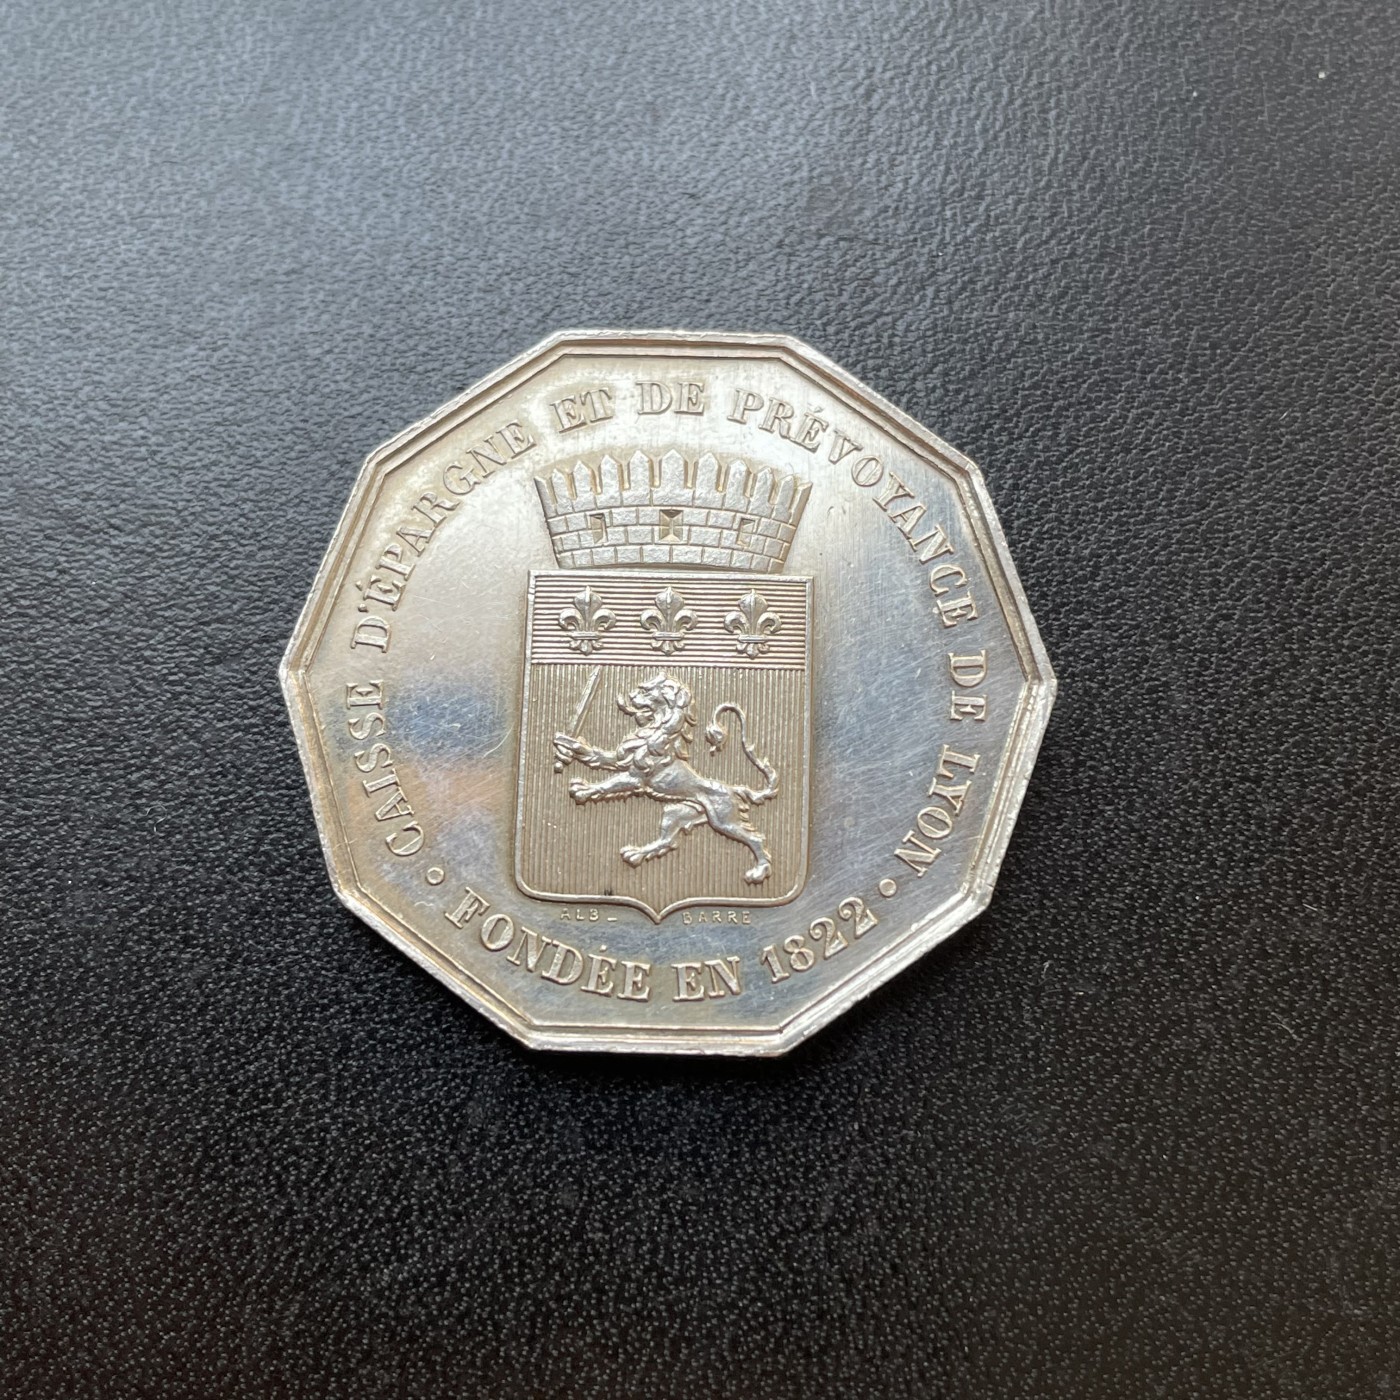 CAISSE D'ÉPARGNE ET DE PRÉVOYANCE DE LYON
• FONDÉE EN 1822 •
ALB - BARRE